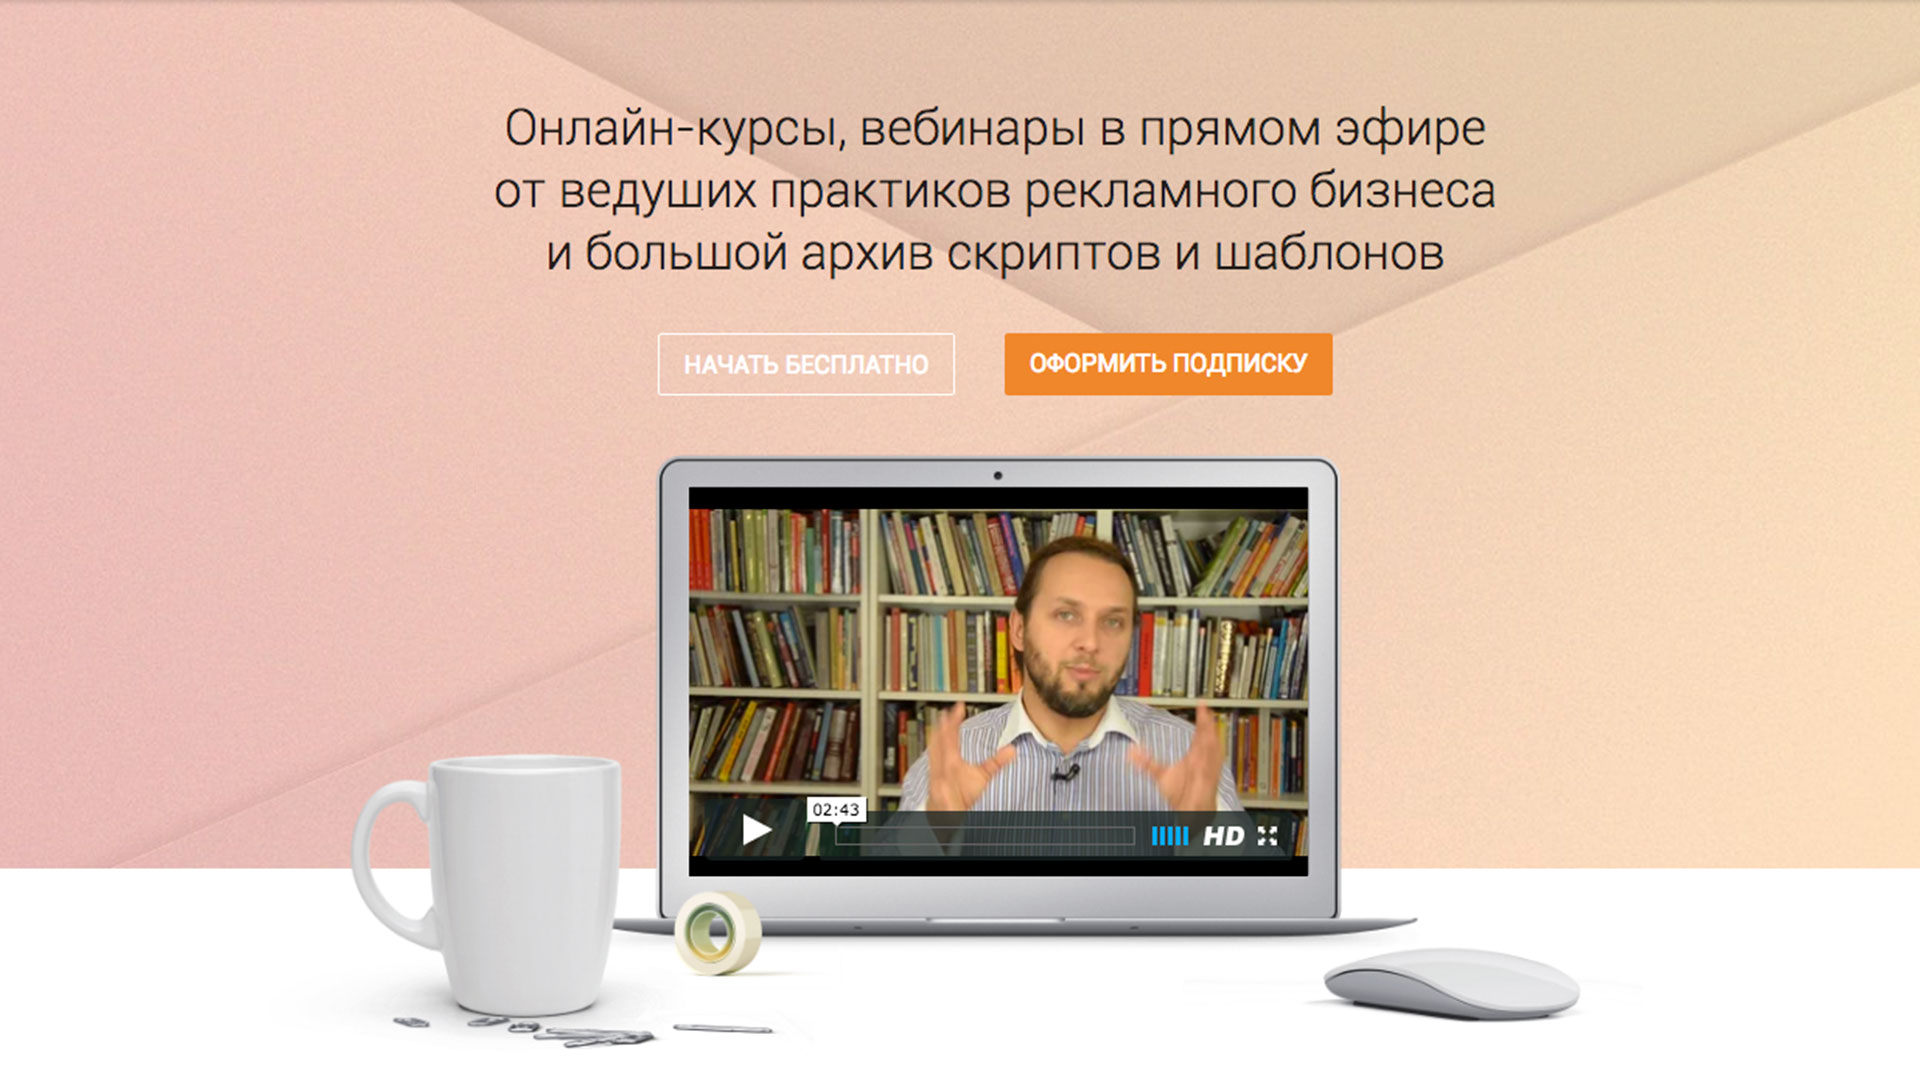 Онлайн-курсы, вебинары в прямом эфире
от ведуших практиков рекламного бизнеса
и большой архив скриптов и шаблонов
НАЧАТЬ БЕСПЛАТНО
ОФОРМИТЬ ПОДПИСКУ
02:43
HD